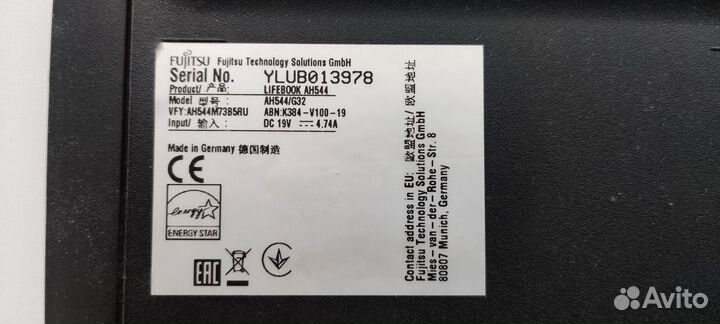 FUJITSU Fujitsu Technology Solutions GmbH
Serial No. YLUB013978
Product/ 产品: LIFEBOOK AH544
Model 型号: AH544/G32
VFY:AH544M73B5RU ABN:K384-V100-19
Input/ 输入: DC 19V ⎓ 4.74A
Made in Germany 德国制造
CE
energy
ENERGY STAR
EAC
Contact address in EU: 歐盟地址/ 欧盟地址
Fujitsu Technology Solutions GmbH
Mies-van-der-Rohe-Str. 8
80807 Munich, Germany
Avito